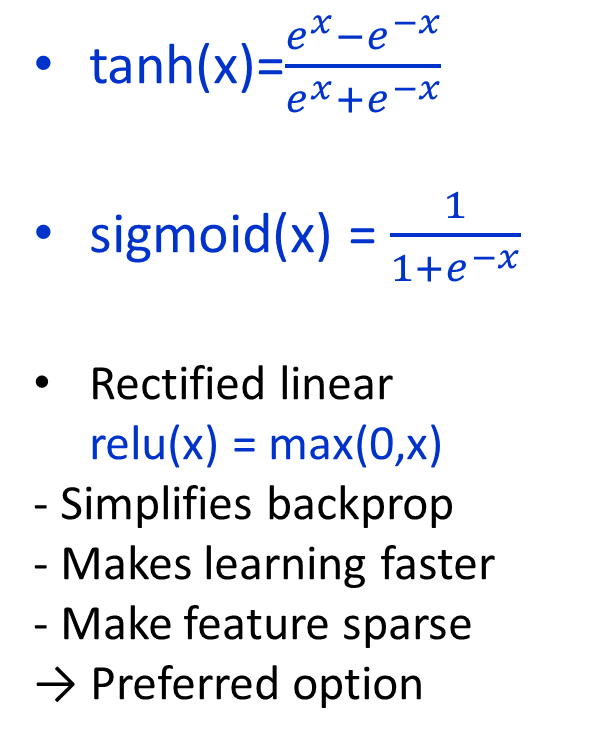 • tanh(x)=\frac{e^x-e^{-x}}{e^x+e^{-x}}
• sigmoid(x) = \frac{1}{1+e^{-x}}
• Rectified linear
relu(x) = max(0,x)
- Simplifies backprop
- Makes learning faster
- Make feature sparse
→ Preferred option